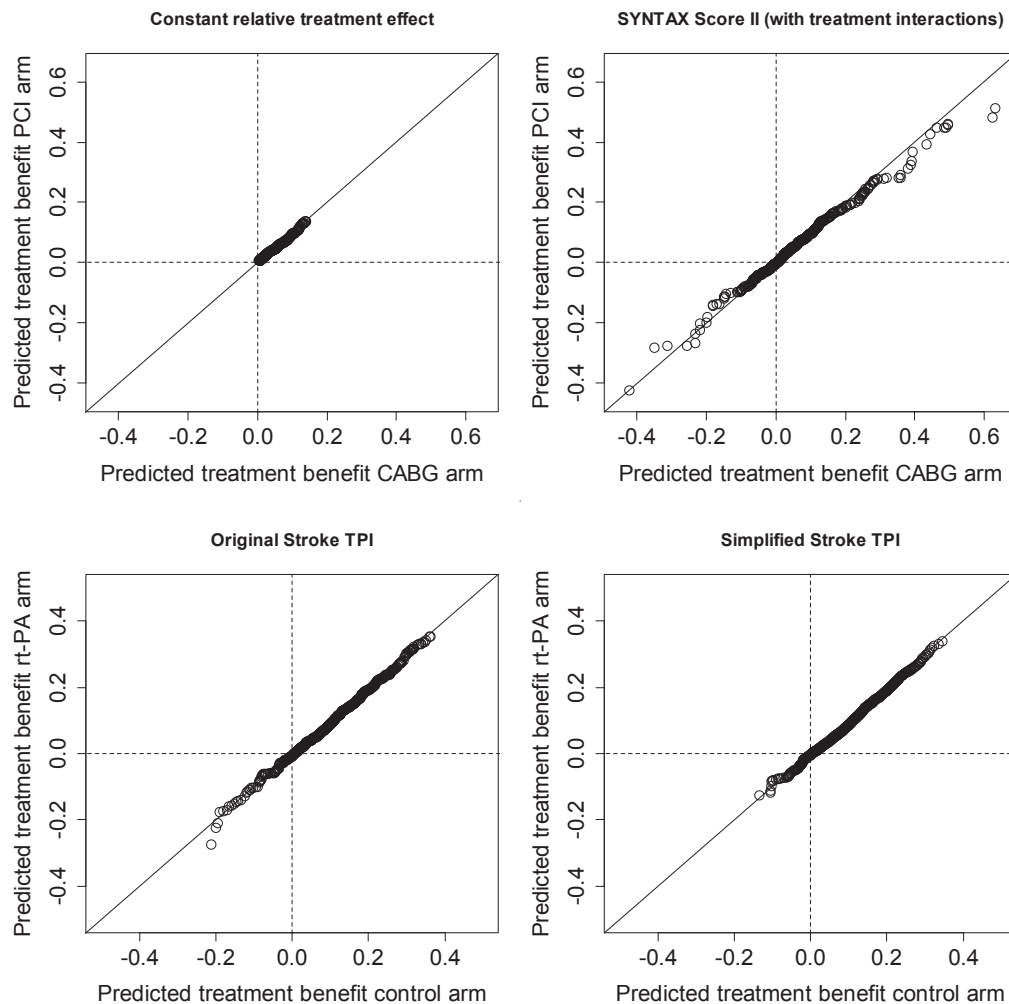 Constant relative treatment effect
Predicted treatment benefit PCI arm
0.6
0.4
0.2
0.0
-0.2
-0.4
-0.4 -0.2 0.0 0.2 0.4 0.6
Predicted treatment benefit CABG arm
SYNTAX Score II (with treatment interactions)
Predicted treatment benefit PCI arm
0.6
0.4
0.2
0.0
-0.2
-0.4
-0.4 -0.2 0.0 0.2 0.4 0.6
Predicted treatment benefit CABG arm
Original Stroke TPI
Predicted treatment benefit rt-PA arm
0.4
0.2
0.0
-0.2
-0.4
-0.4 -0.2 0.0 0.2 0.4
Predicted treatment benefit control arm
Simplified Stroke TPI
Predicted treatment benefit rt-PA arm
0.4
0.2
0.0
-0.2
-0.4
-0.4 -0.2 0.0 0.2 0.4
Predicted treatment benefit control arm